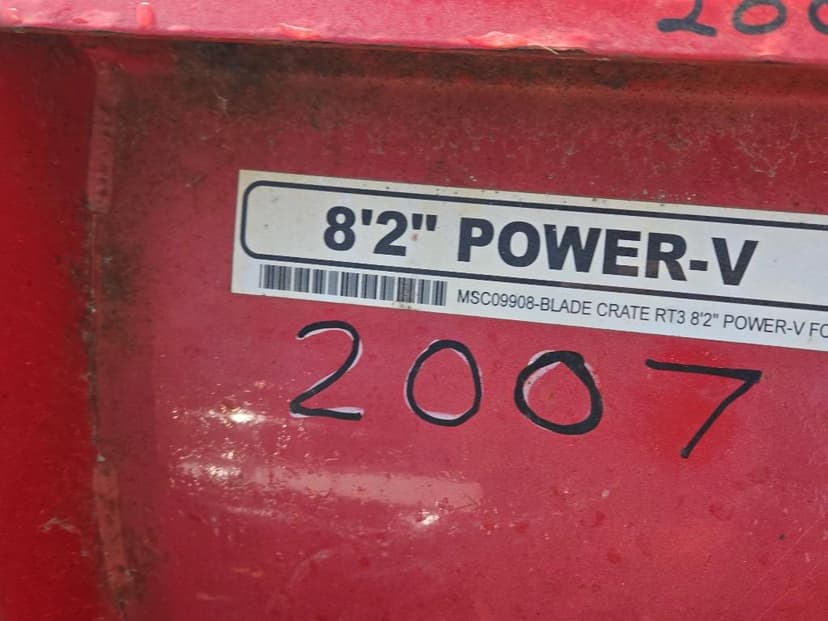 8'2" POWER-V
MSC09908-BLADE CRATE RT3 8'2" POWER-V
2007